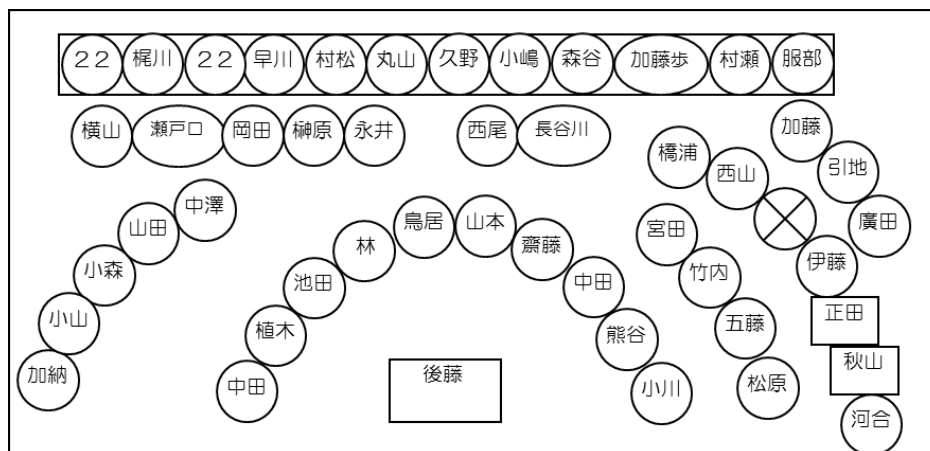 ２２ 梶川 ２２ 早川 村松 丸山 久野 小嶋 森谷 加藤歩 村瀬 服部
横山 瀬戸口 岡田 榊原 永井 西尾 長谷川
加藤
橋浦 西山 引地 廣田
伊藤
正田
秋山
河合
中澤
山田
小森
小山
加納
中田
植木
池田
林
鳥居
山本
齋藤
中田
熊谷
小川
宮田
竹内
五藤
松原
後藤